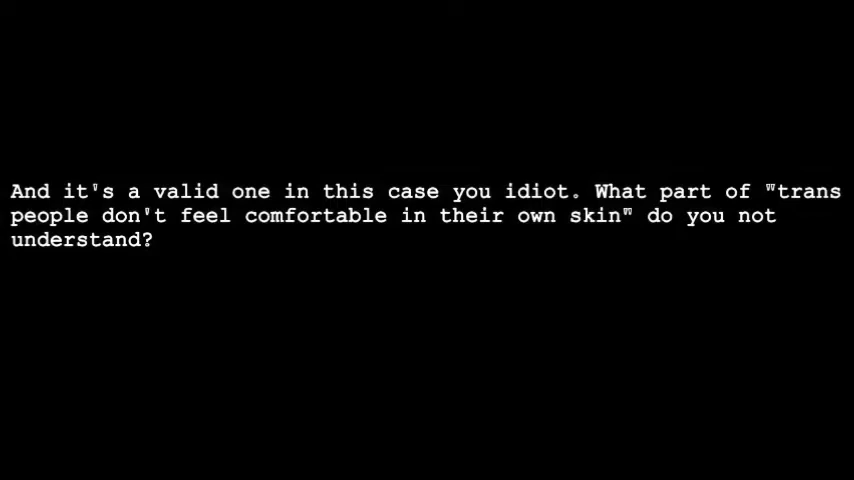 And it's a valid one in this case you idiot. What part of "trans
people don't feel comfortable in their own skin" do you not
understand?